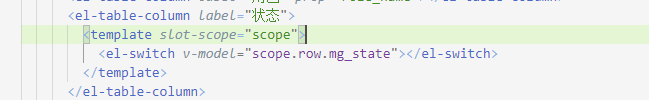 <el-table-column label="状态">
<template slot-scope="scope">
<el-switch v-model="scope.row.mg_state"></el-switch>
</template>
</el-table-column>